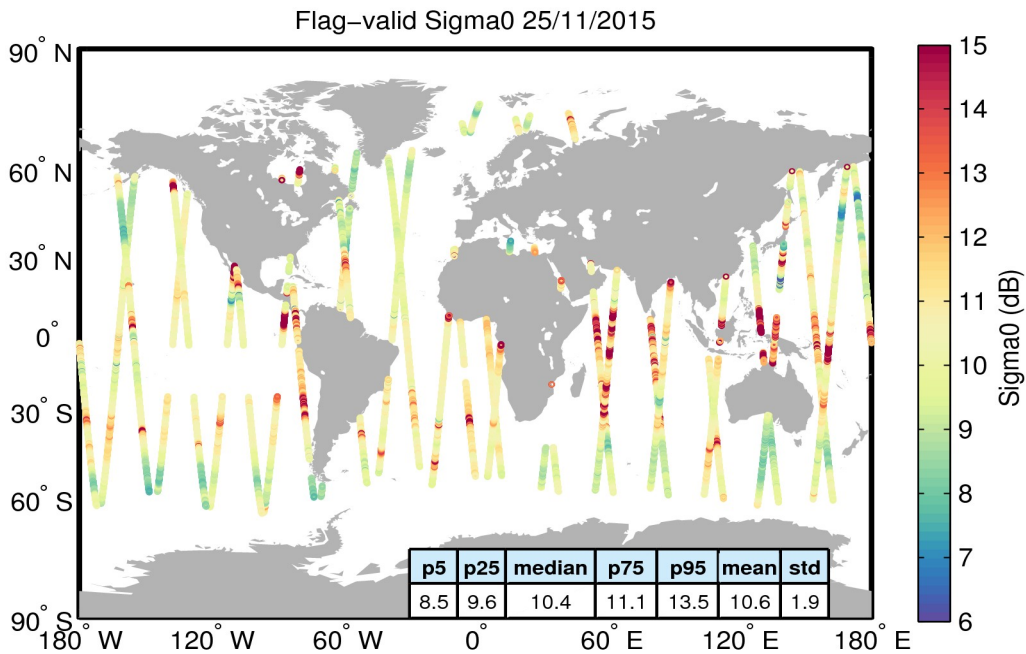 Flag−valid Sigma0 25/11/2015
90° N
60° N
30° N
0°
30° S
60° S
90° S
180° W
120° W
60° W
0°
60° E
120° E
180° E
p5 p25 median p75 p95 mean std
8.5 9.6 10.4 11.1 13.5 10.6 1.9
15
14
13
12
11
10
9
8
7
6
Sigma0 (dB)